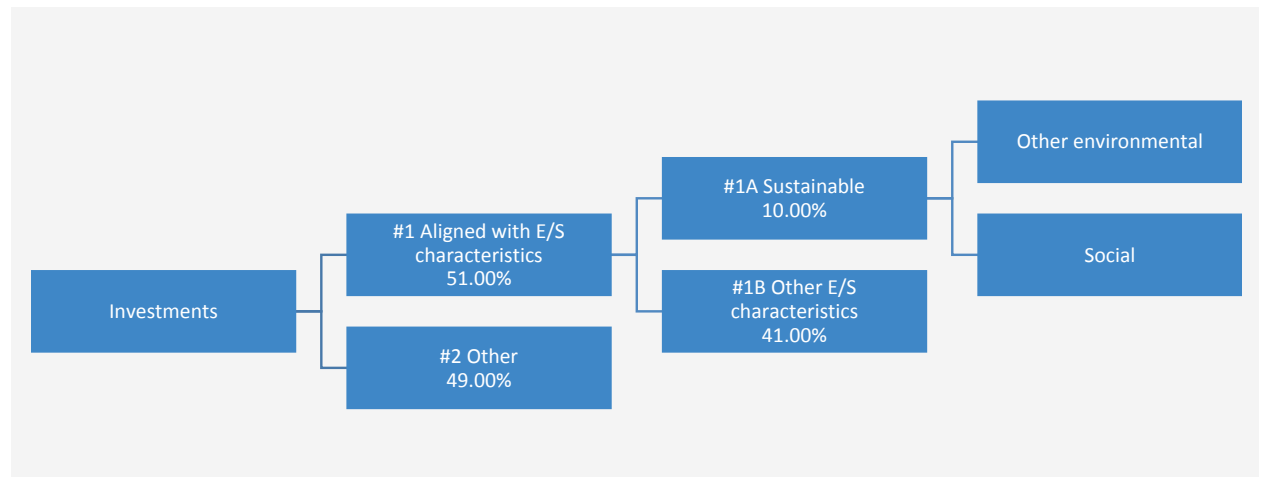 Investments
#1 Aligned with E/S
characteristics
51.00%
#2 Other
49.00%
#1A Sustainable
10.00%
#1B Other E/S
characteristics
41.00%
Other environmental
Social